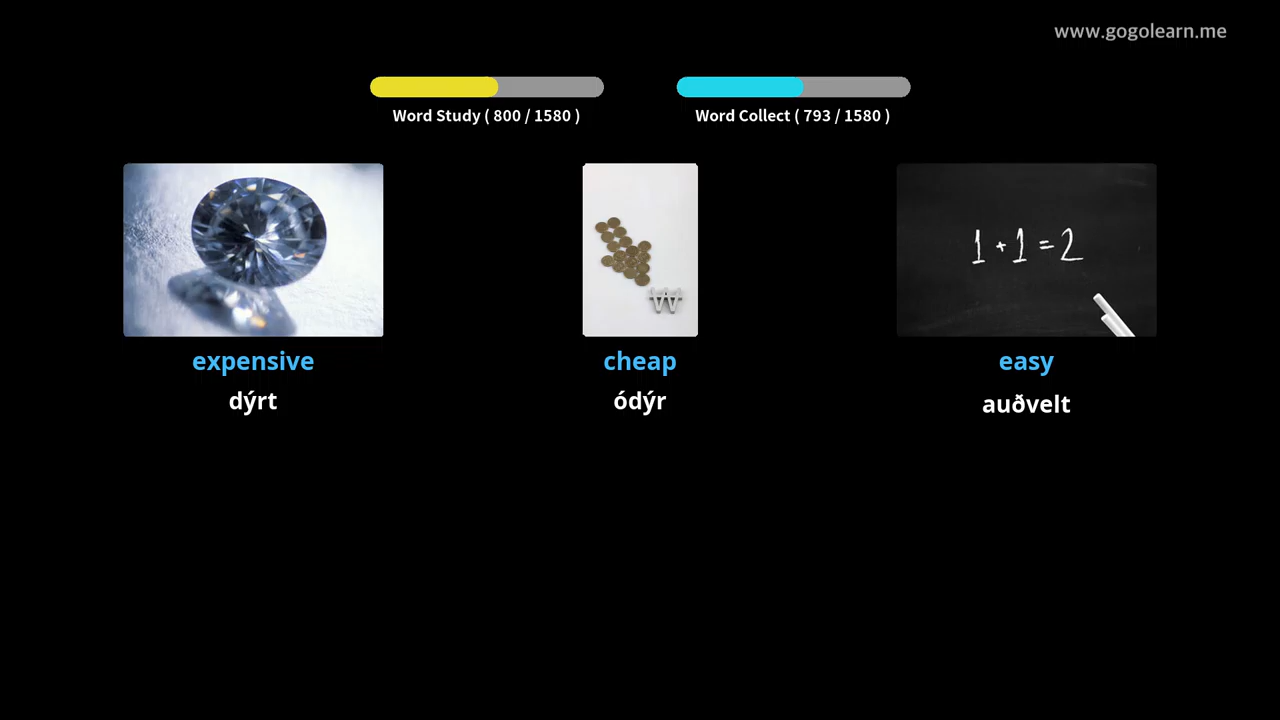 www.gogolearn.me
Word Study ( 800 / 1580 )
Word Collect ( 793 / 1580 )
1 + 1 = 2
₩
expensive
cheap
easy
dýrt
ódýr
auðvelt